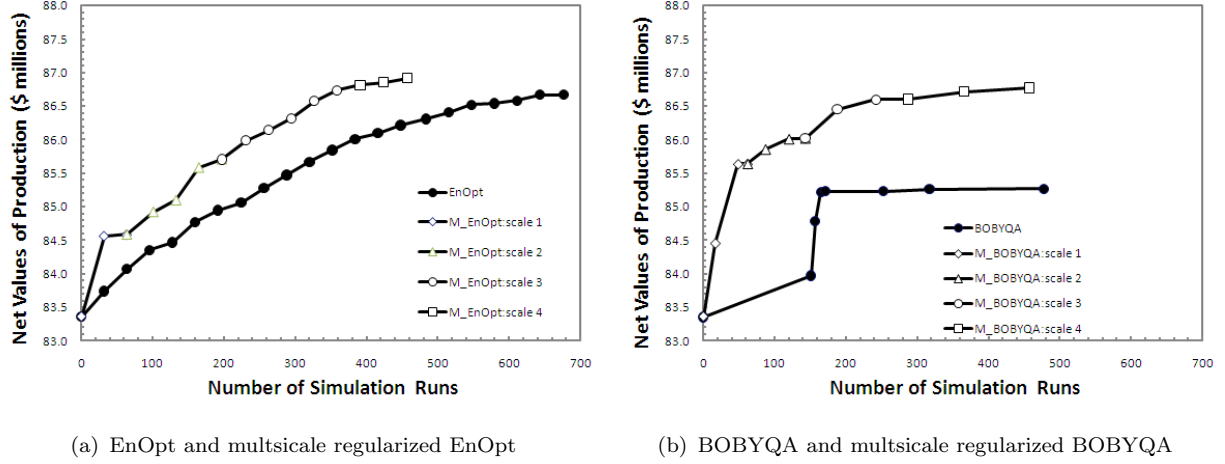 Net Values of Production ($ millions)
88.0
87.5
87.0
86.5
86.0
85.5
85.0
84.5
84.0
83.5
83.0
0
100
200
300
400
500
600
700
Number of Simulation Runs
EnOpt
M_EnOpt:scale 1
M_EnOpt:scale 2
M_EnOpt:scale 3
M_EnOpt:scale 4
(a) EnOpt and multsicale regularized EnOpt
Net Values of Production ($ millions)
88.0
87.5
87.0
86.5
86.0
85.5
85.0
84.5
84.0
83.5
83.0
0
100
200
300
400
500
600
700
Number of Simulation Runs
BOBYQA
M_BOBYQA:scale 1
M_BOBYQA:scale 2
M_BOBYQA:scale 3
M_BOBYQA:scale 4
(b) BOBYQA and multsicale regularized BOBYQA